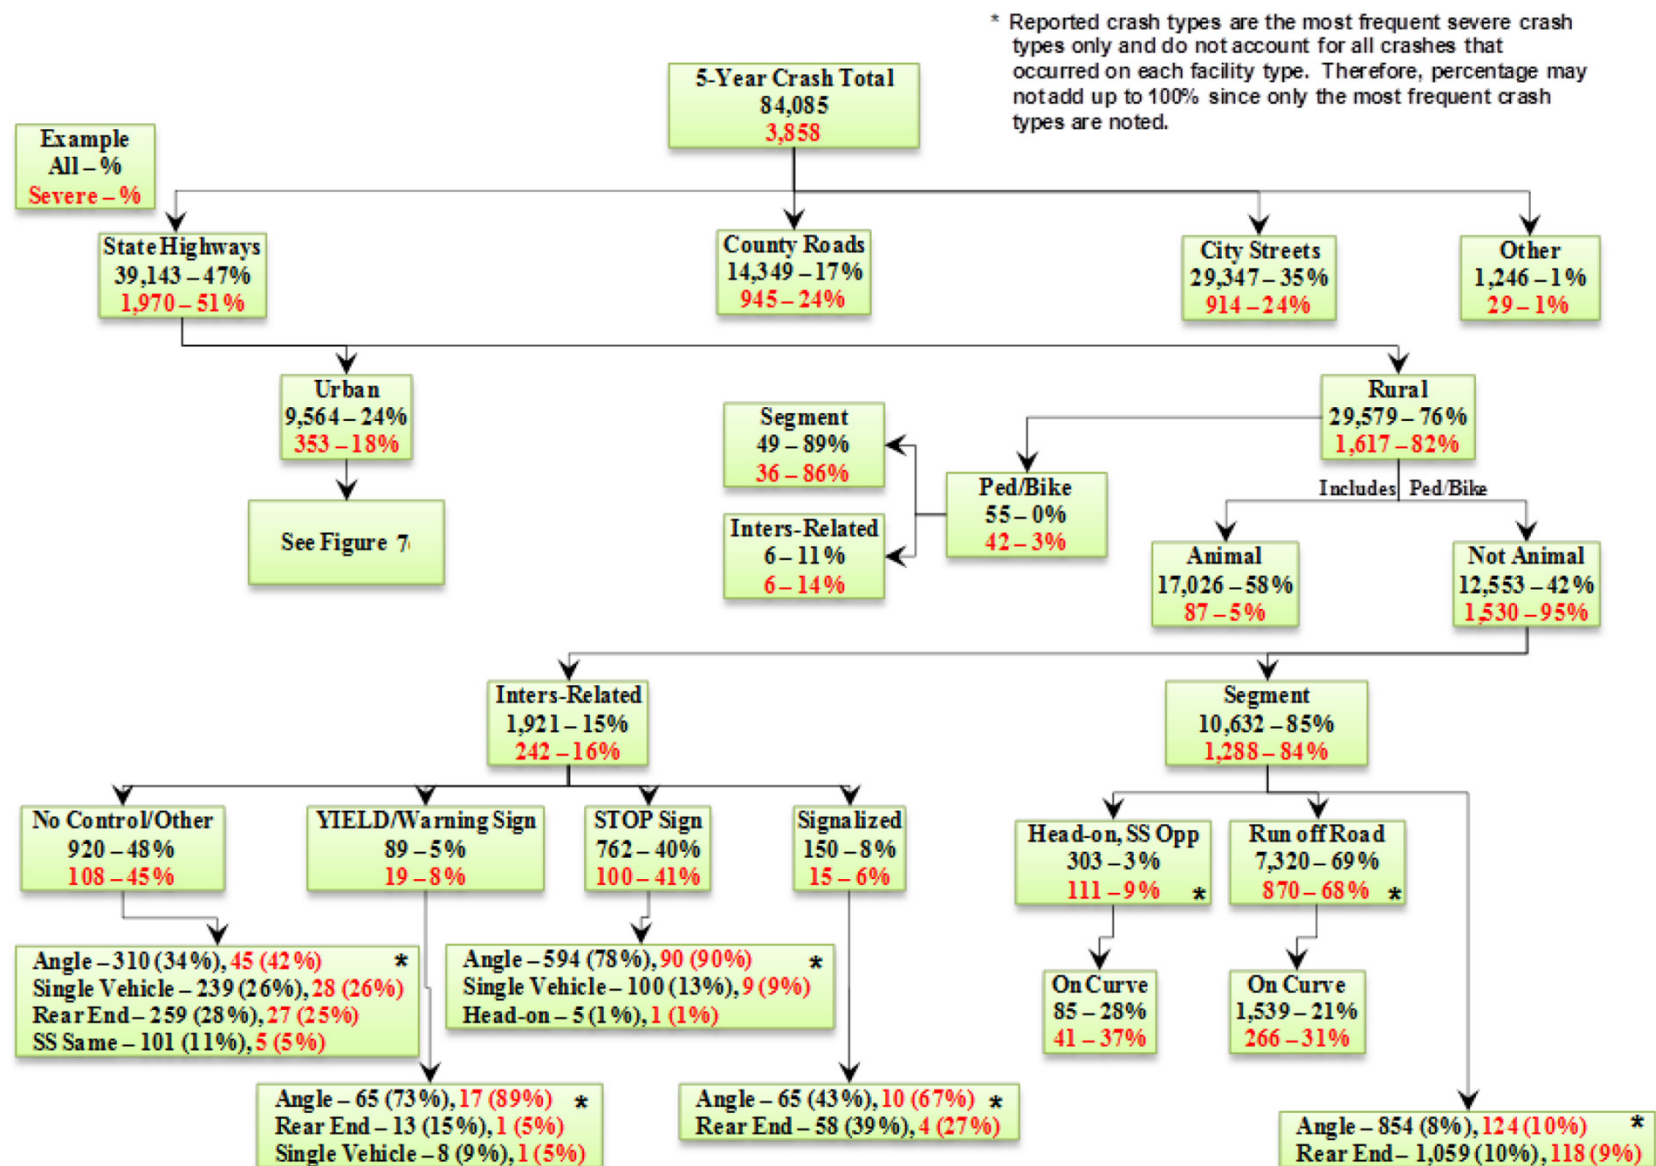 * Reported crash types are the most frequent severe crash
types only and do not account for all crashes that
occurred on each facility type. Therefore, percentage may
not add up to 100% since only the most frequent crash
types are noted.
5-Year Crash Total
84,085
3,858
Example
All – %
Severe – %
State Highways
39,143 – 47%
1,970 – 51%
County Roads
14,349 – 17%
945 – 24%
City Streets
29,347 – 35%
914 – 24%
Other
1,246 – 1%
29 – 1%
Urban
9,564 – 24%
353 – 18%
Rural
29,579 – 76%
1,617 – 82%
Segment
49 – 89%
36 – 86%
Ped/Bike
55 – 0%
42 – 3%
Includes Ped/Bike
See Figure 7
Inters-Related
6 – 11%
6 – 14%
Animal
17,026 – 58%
87 – 5%
Not Animal
12,553 – 42%
1,530 – 95%
Inters-Related
1,921 – 15%
242 – 16%
Segment
10,632 – 85%
1,288 – 84%
No Control/Other
920 – 48%
108 – 45%
YIELD/Warning Sign
89 – 5%
19 – 8%
STOP Sign
762 – 40%
100 – 41%
Signalized
150 – 8%
15 – 6%
Head-on, SS Opp
303 – 3%
111 – 9% *
Run off Road
7,320 – 69%
870 – 68% *
Angle – 310 (34%), 45 (42%) *
Single Vehicle – 239 (26%), 28 (26%)
Rear End – 259 (28%), 27 (25%)
SS Same – 101 (11%), 5 (5%)
Angle – 594 (78%), 90 (90%) *
Single Vehicle – 100 (13%), 9 (9%)
Head-on – 5 (1%), 1 (1%)
On Curve
85 – 28%
41 – 37%
On Curve
1,539 – 21%
266 – 31%
Angle – 65 (73%), 17 (89%) *
Rear End – 13 (15%), 1 (5%)
Single Vehicle – 8 (9%), 1 (5%)
Angle – 65 (43%), 10 (67%) *
Rear End – 58 (39%), 4 (27%)
Angle – 854 (8%), 124 (10%) *
Rear End – 1,059 (10%), 118 (9%)